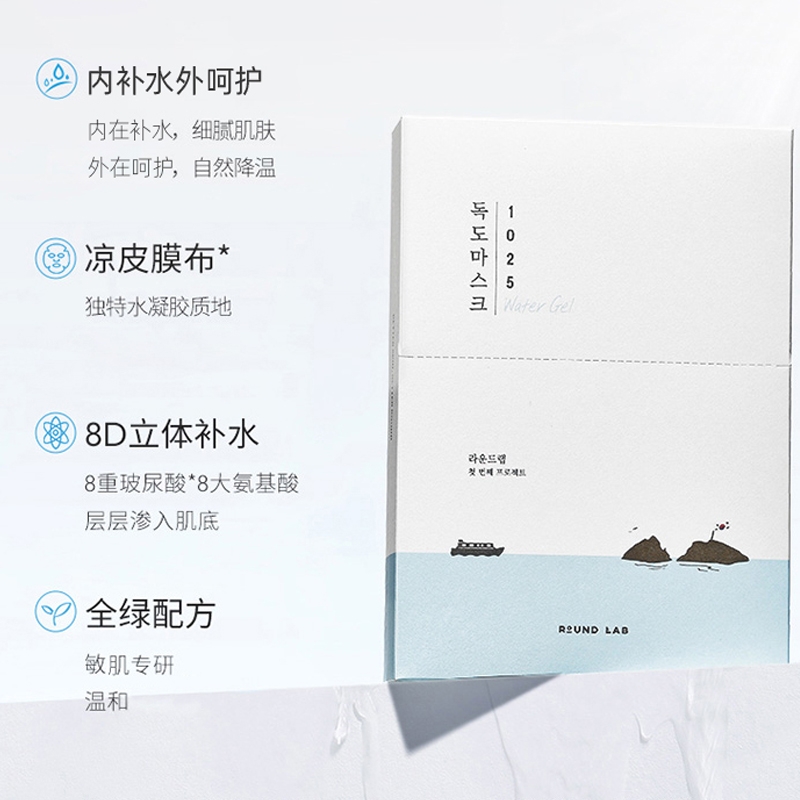 内补水外呵护
内在补水，细腻肌肤
外在呵护，自然降温
凉皮膜布*
独特水凝胶质地
8D立体补水
8重玻尿酸*8大氨基酸
层层渗入肌底
全绿配方
敏肌专研
温和
독도마스크
1025
Water Gel
라운드랩
첫 번째 프로젝트
ROUND LAB